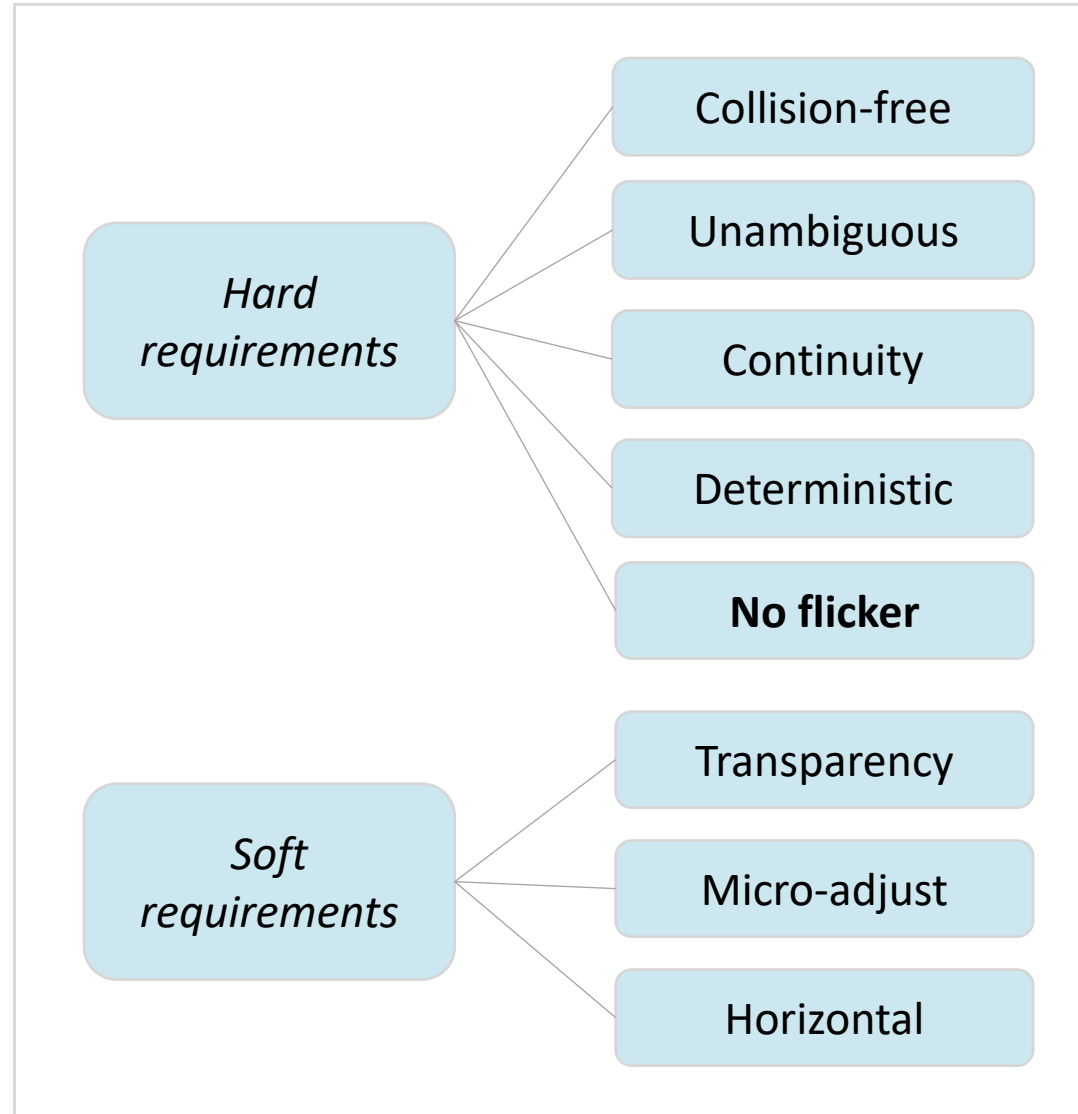 Hard
requirements
Collision-free
Unambiguous
Continuity
Deterministic
No flicker
Soft
requirements
Transparency
Micro-adjust
Horizontal